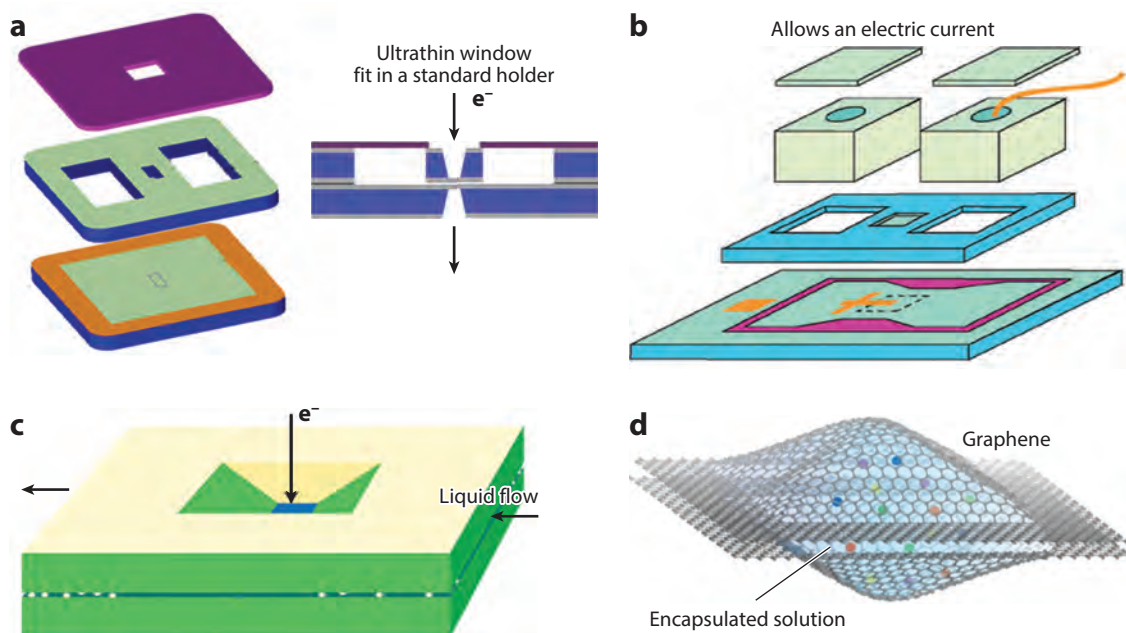 a
Ultrathin window
fit in a standard holder
e⁻
b
Allows an electric current
c
e⁻
Liquid flow
d
Graphene
Encapsulated solution